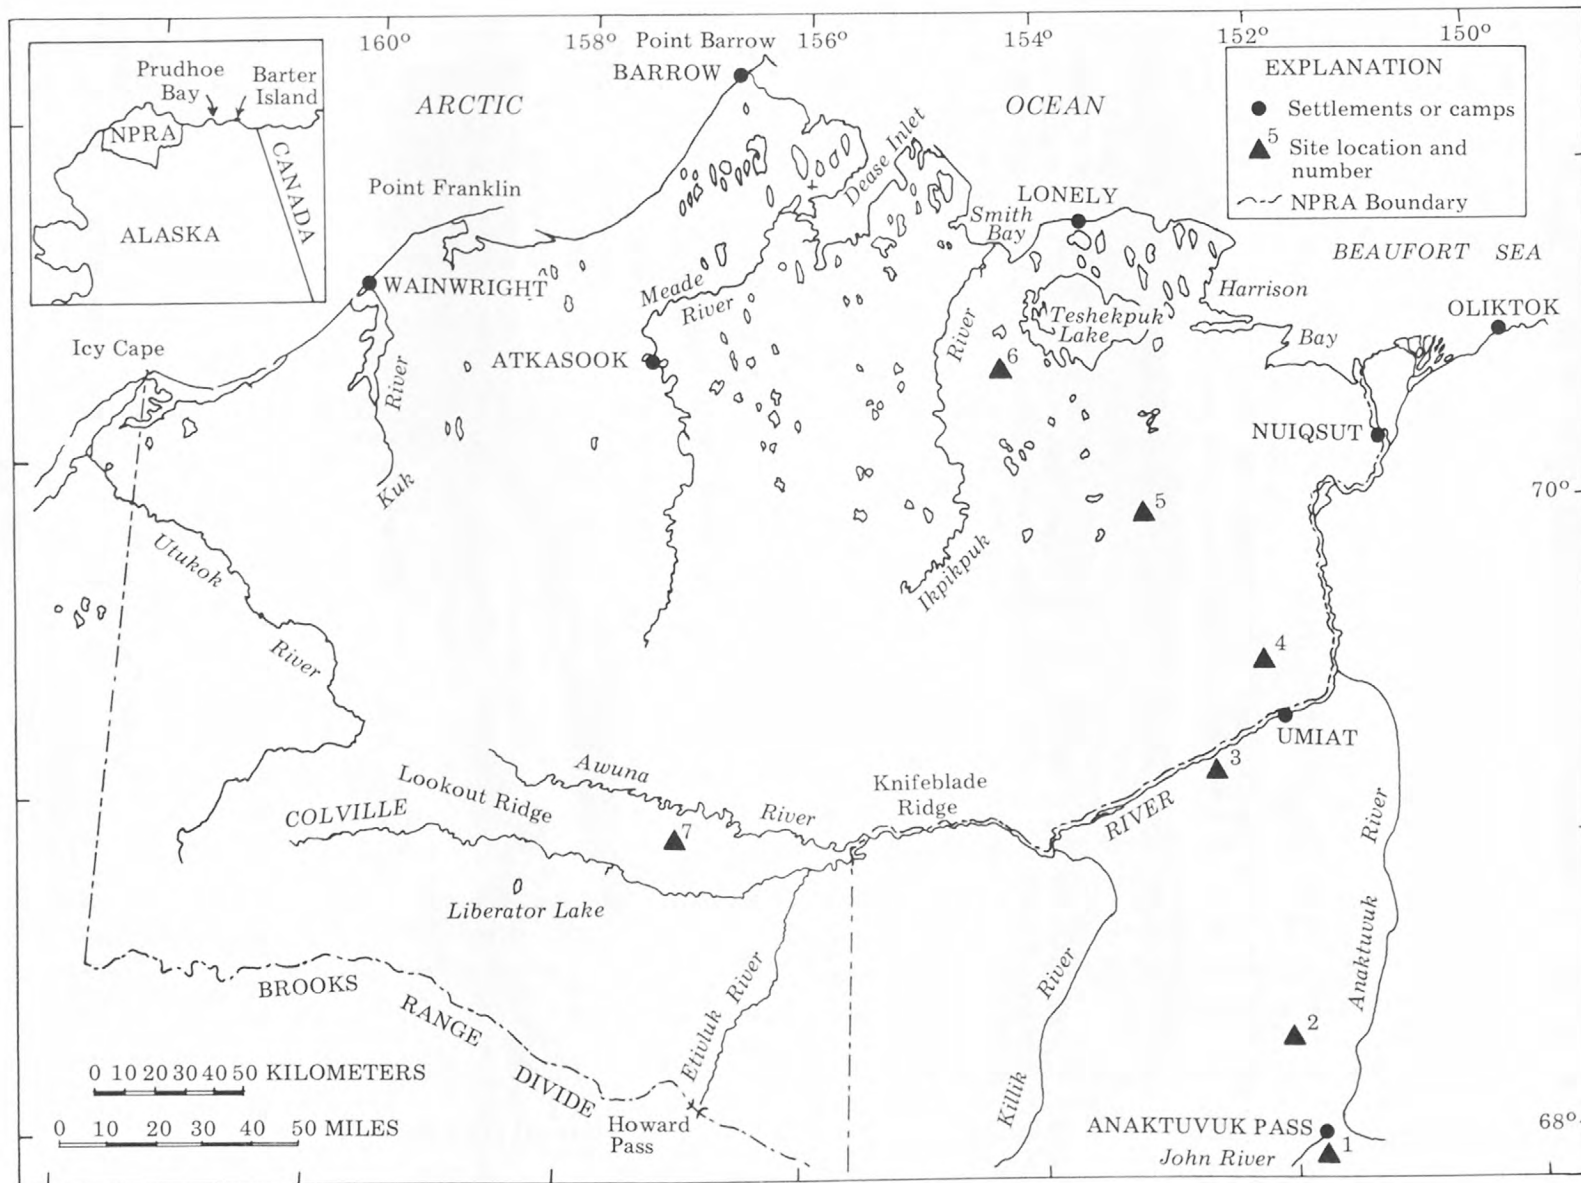 160°
158°
156°
154°
152°
150°
Point Barrow
BARROW
ARCTIC
OCEAN
Prudhoe
Bay
Barter
Island
NPRA
CANADA
ALASKA
EXPLANATION
Settlements or camps
5
Site location and
number
NPRA Boundary
Point Franklin
Dease Inlet
LONELY
Smith
Bay
BEAUFORT SEA
WAINWRIGHT
Meade
River
Harrison
Bay
OLIKTOK
Teshekpuk
Lake
Icy Cape
ATKASOOK
River
Kuk
River
Ikpikpuk
6
NUIQSUT
5
70°
Utukok
River
4
UMIAT
3
Awuna
River
Lookout Ridge
Knifeblade
Ridge
COLVILLE
RIVER
7
Liberator Lake
River
Anaktuvuk
BROOKS
RANGE
DIVIDE
River
Etivluk
River
Killik
2
0 10 20 30 40 50 KILOMETERS
0 10 20 30 40 50 MILES
Howard
Pass
ANAKTUVUK PASS
1
John River
68°